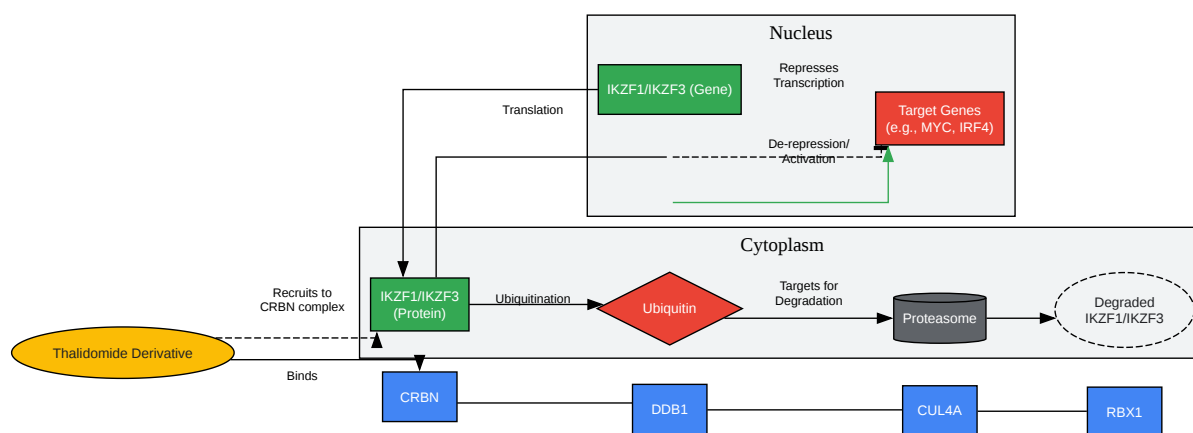 Nucleus
IKZF1/IKZF3 (Gene)
Represses
Transcription
Translation
Target Genes
(e.g., MYC, IRF4)
De-repression/
Activation
Cytoplasm
Recruits to
CRBN complex
IKZF1/IKZF3
(Protein)
Ubiquitination
Ubiquitin
Targets for
Degradation
Proteasome
Degraded
IKZF1/IKZF3
Thalidomide Derivative
Binds
CRBN
DDB1
CUL4A
RBX1